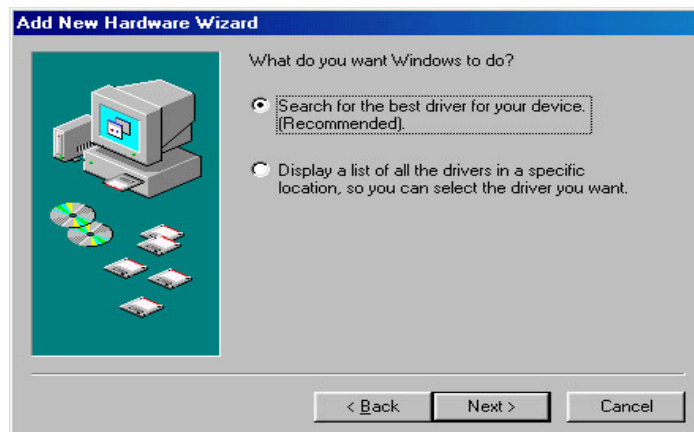 Add New Hardware Wizard
What do you want Windows to do?
Search for the best driver for your device.
(Recommended).
Display a list of all the drivers in a specific
location, so you can select the driver you want.
< Back
Next >
Cancel